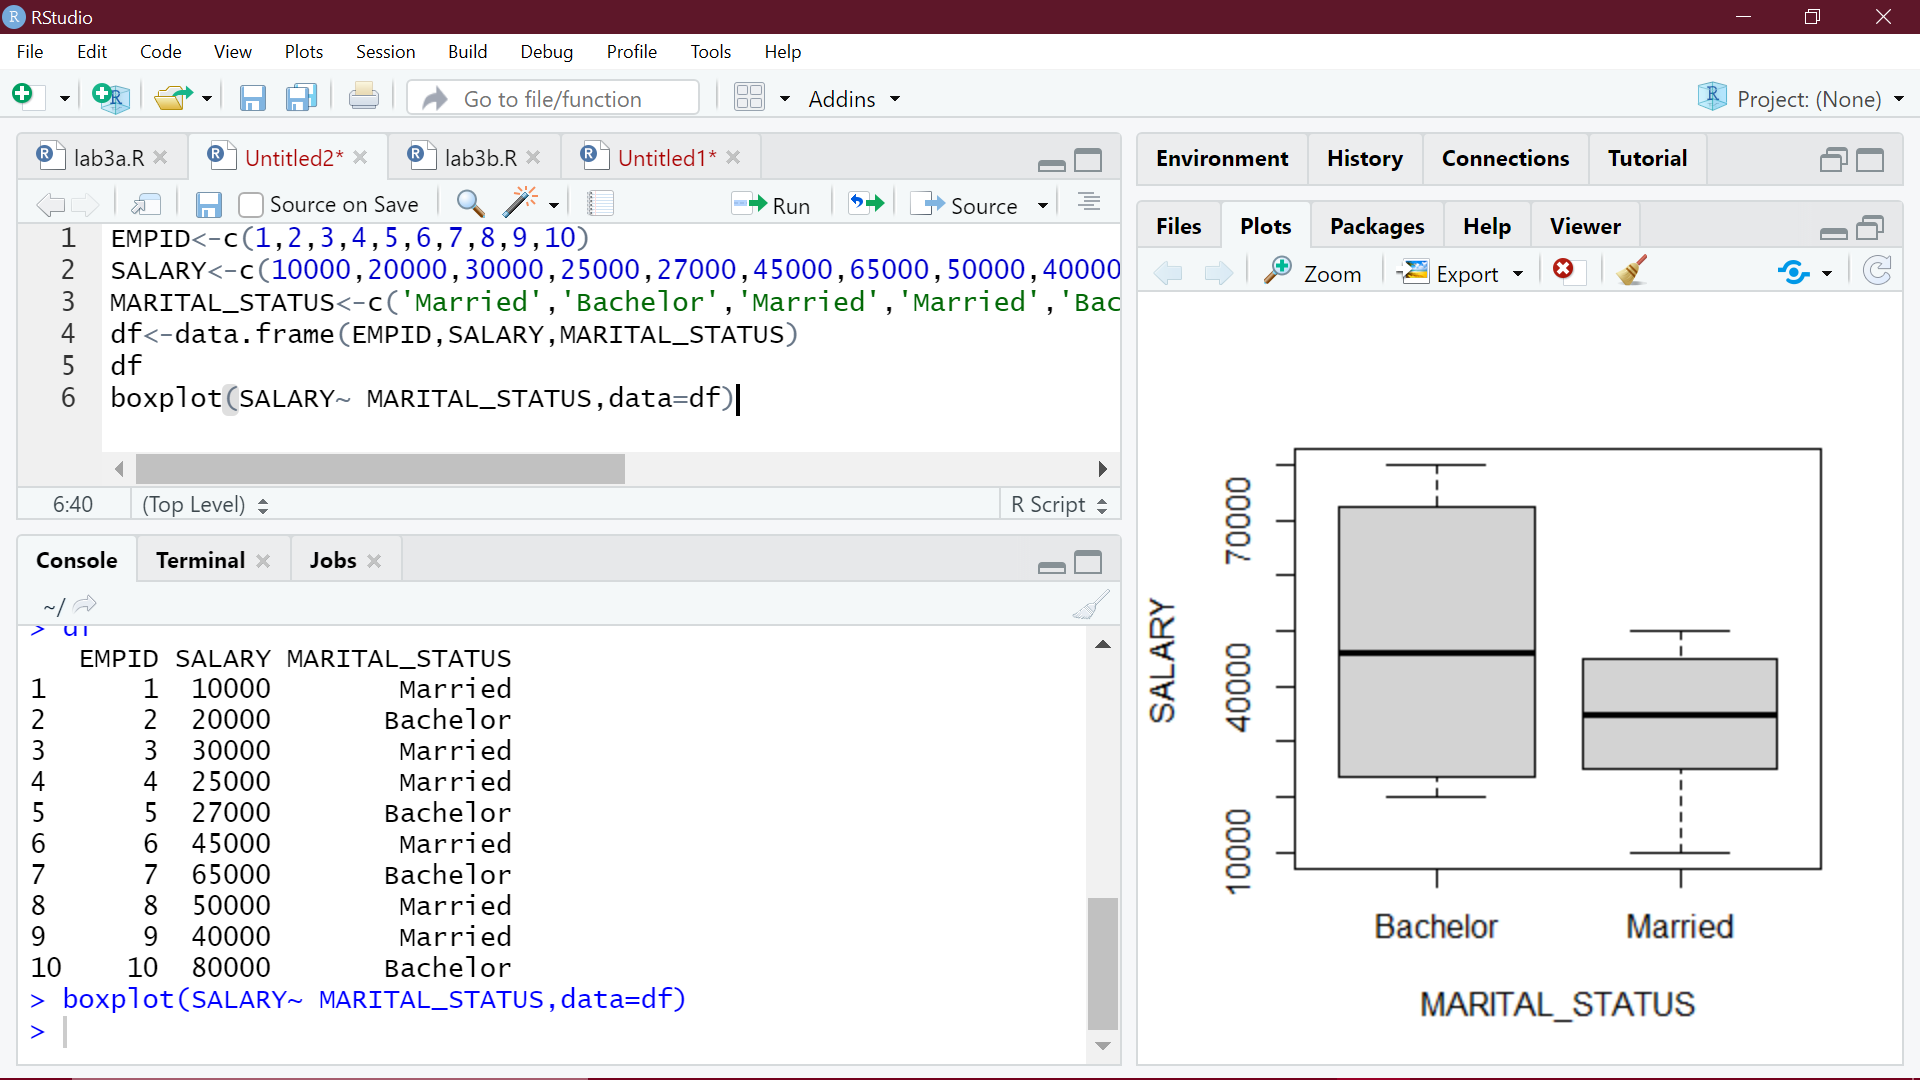 RStudio
File Edit Code View Plots Session Build Debug Profile Tools Help
Go to file/function Addins Project: (None)
lab3a.R Untitled2* lab3b.R Untitled1*
Source on Save Run Source
1 EMPID<-c(1,2,3,4,5,6,7,8,9,10)
2 SALARY<-c(10000,20000,30000,25000,27000,45000,65000,50000,40000
3 MARITAL_STATUS<-c('Married','Bachelor','Married','Married','Bac
4 df<-data.frame(EMPID,SALARY,MARITAL_STATUS)
5 df
6 boxplot(SALARY~ MARITAL_STATUS,data=df)
6:40 (Top Level) R Script
Console Terminal Jobs
~/
> df
EMPID SALARY MARITAL_STATUS
1 1 10000 Married
2 2 20000 Bachelor
3 3 30000 Married
4 4 25000 Married
5 5 27000 Bachelor
6 6 45000 Married
7 7 65000 Bachelor
8 8 50000 Married
9 9 40000 Married
10 10 80000 Bachelor
> boxplot(SALARY~ MARITAL_STATUS,data=df)
>
Environment History Connections Tutorial
Files Plots Packages Help Viewer
Zoom Export
SALARY
70000
40000
10000
Bachelor Married
MARITAL_STATUS